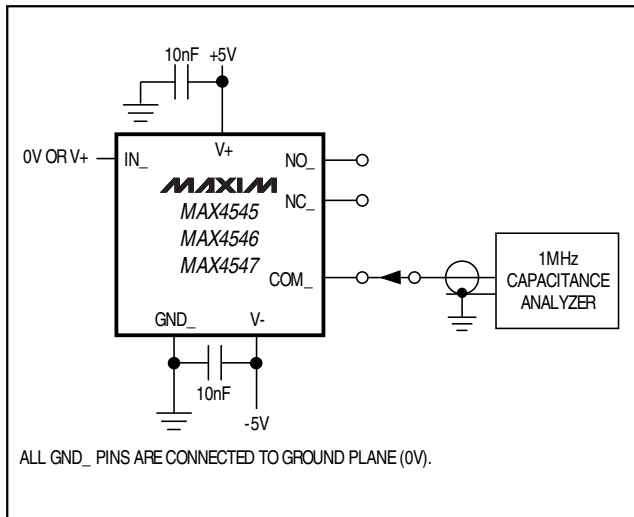 10nF
+5V
0V OR V+
IN_
V+
NO_
MAXIM
NC_
MAX4545
MAX4546
MAX4547
COM_
1MHz
CAPACITANCE
ANALYZER
GND_
V-
10nF
-5V
ALL GND_ PINS ARE CONNECTED TO GROUND PLANE (0V).